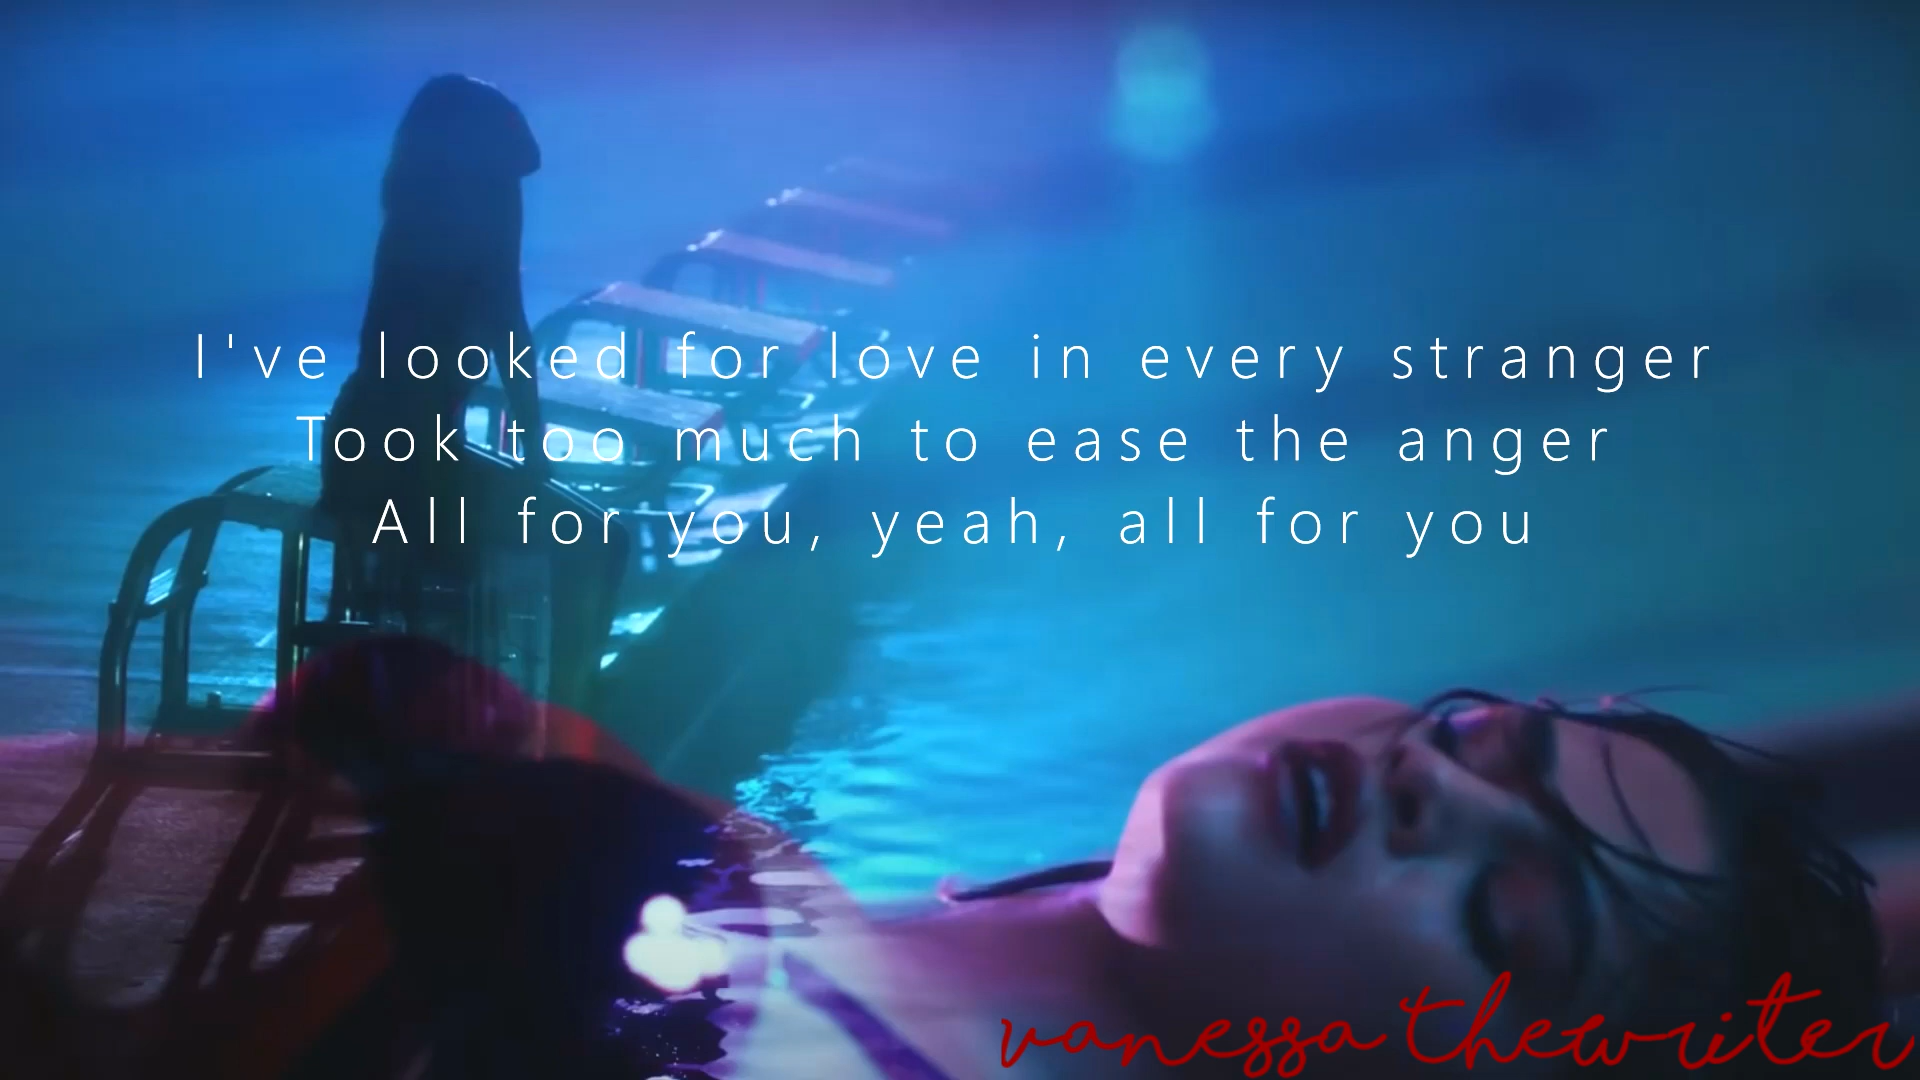 I've looked for love in every stranger
Took too much to ease the anger
All for you, yeah, all for you
vanessa thewriter